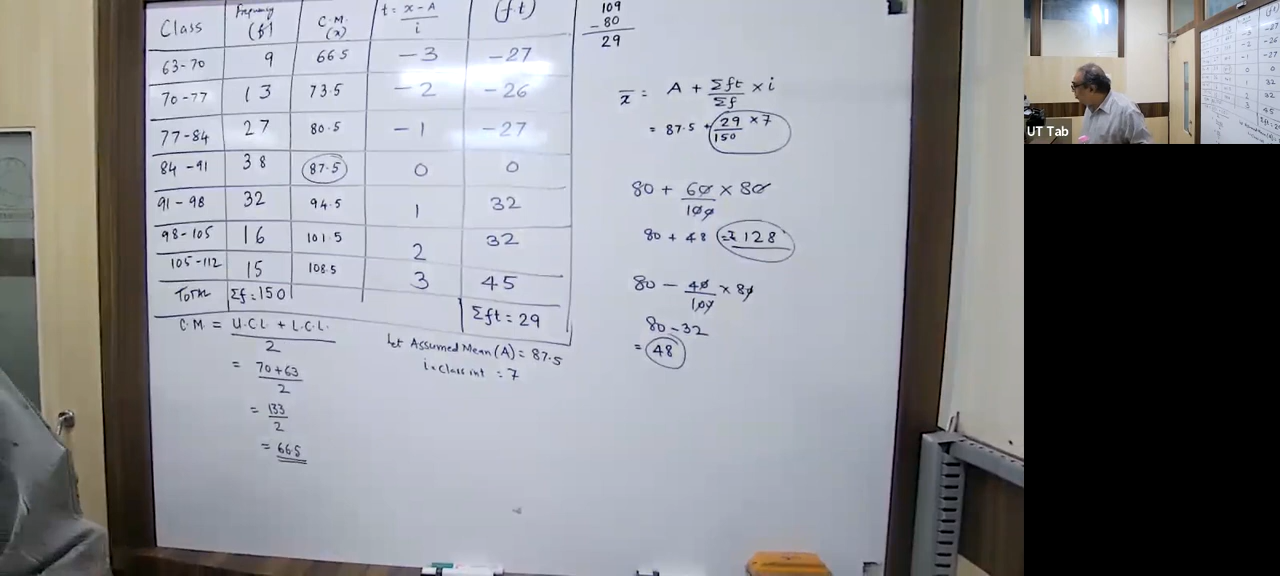 Class Frequency (f) C.M. (x) t = x - A / i (ft)
63-70 9 66.5 -3 -27
70-77 13 73.5 -2 -26
77-84 27 80.5 -1 -27
84-91 38 87.5 0 0
91-98 32 94.5 1 32
98-105 16 101.5 2 32
105-112 15 108.5 3 45
TOTAL Σf = 150 Σft = 29
C.M = U.C.L. + L.C.L. / 2
= 70+63 / 2
= 133 / 2
= 66.5
Let Assumed Mean (A) = 87.5
i = Class int = 7
109
-80
29
x̄ = A + Σft / Σf × i
= 87.5 + 29 / 150 × 7
80 + 60 / 100 × 80
80 + 48 = 128
80 - 40 / 100 × 80
80 - 32
= 48
UT Tab